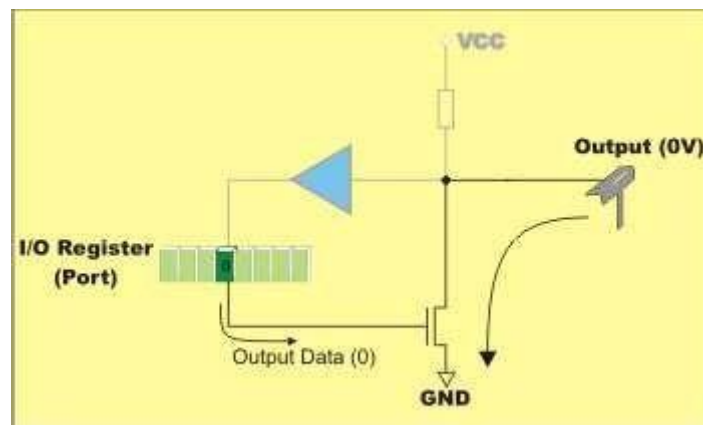 VCC
Output (0V)
I/O Register
(Port)
0
Output Data (0)
GND